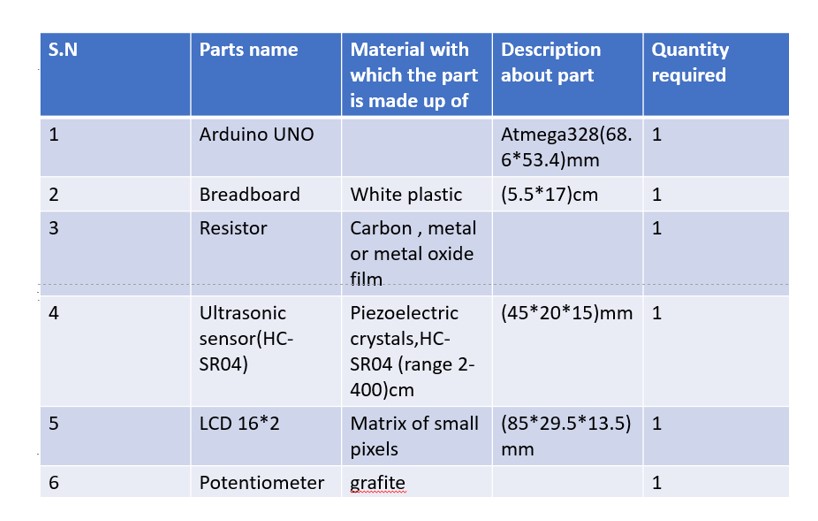 S.N Parts name Material with which the part is made up of Description about part Quantity required
1 Arduino UNO Atmega328(68.6*53.4)mm 1
2 Breadboard White plastic (5.5*17)cm 1
3 Resistor Carbon , metal or metal oxide film 1
4 Ultrasonic sensor(HC-SR04) Piezoelectric crystals,HC-SR04 (range 2-400)cm (45*20*15)mm 1
5 LCD 16*2 Matrix of small pixels (85*29.5*13.5) mm 1
6 Potentiometer grafite 1